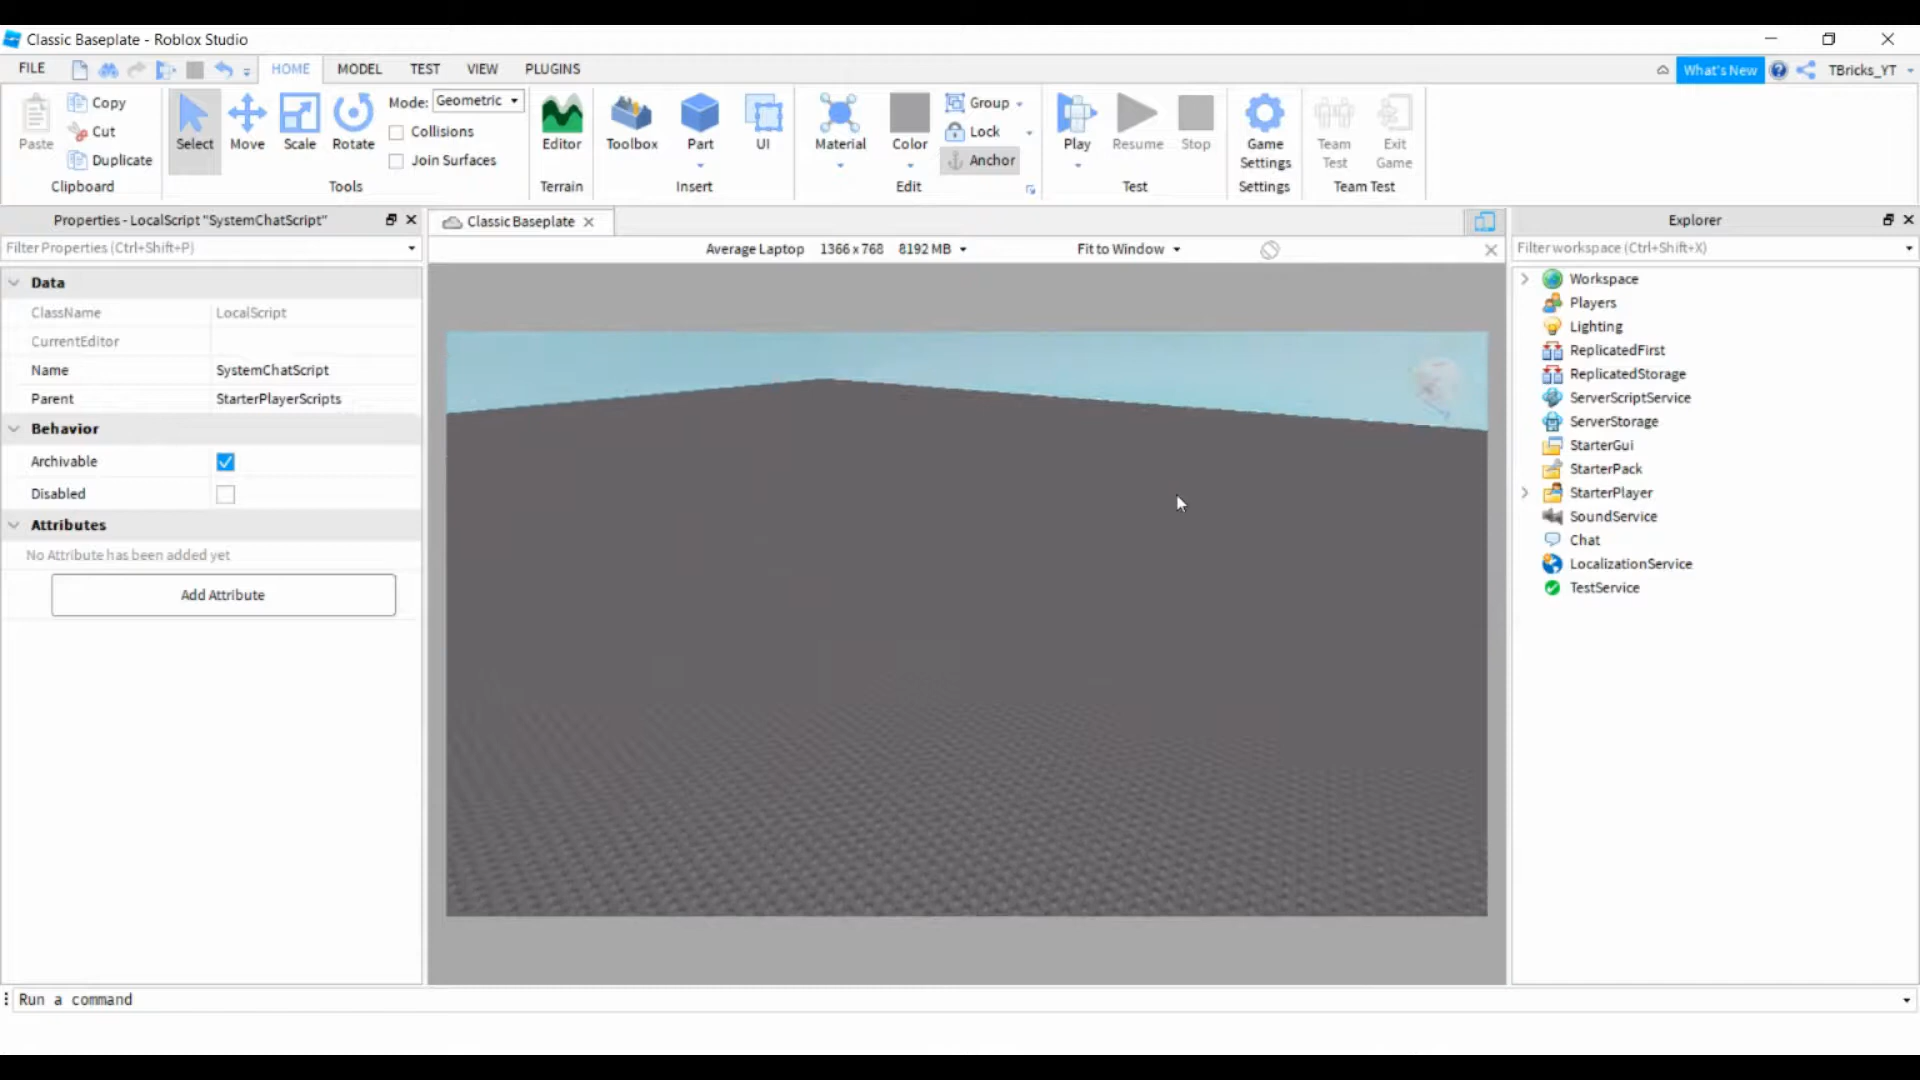 Classic Baseplate - Roblox Studio
FILE HOME MODEL TEST VIEW PLUGINS What's New TBricks_YT
Paste Copy Cut Duplicate
Clipboard
Select Move Scale Rotate Mode: Geometric
Collisions
Join Surfaces
Tools
Editor
Terrain
Toolbox Part UI
Insert
Material Color Group
Lock
Anchor
Edit
Play Resume Stop
Test
Game Settings
Settings
Team Test Exit Game
Team Test
Properties - LocalScript "SystemChatScript"
Filter Properties (Ctrl+Shift+P)
Data
ClassName LocalScript
CurrentEditor
Name SystemChatScript
Parent StarterPlayerScripts
Behavior
Archivable
Disabled
Attributes
No Attribute has been added yet
Add Attribute
Classic Baseplate
Average Laptop 1366 x 768 8192 MB Fit to Window
Explorer
Filter workspace (Ctrl+Shift+X)
Workspace
Players
Lighting
ReplicatedFirst
ReplicatedStorage
ServerScriptService
ServerStorage
StarterGui
StarterPack
StarterPlayer
SoundService
Chat
LocalizationService
TestService
Run a command